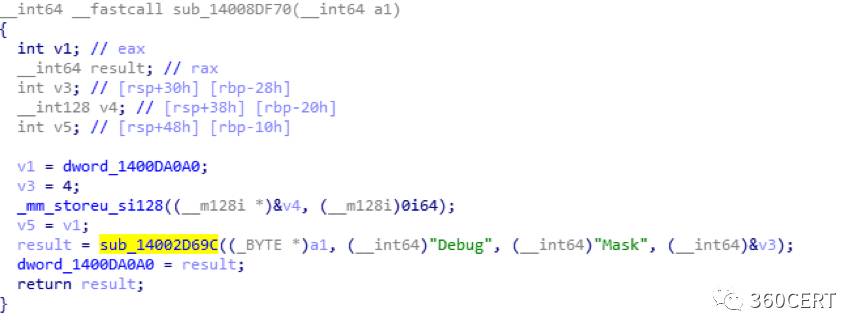 __int64 __fastcall sub_14008DF70(__int64 a1)
{
  int v1; // eax
  __int64 result; // rax
  int v3; // [rsp+30h] [rbp-28h]
  __int128 v4; // [rsp+38h] [rbp-20h]
  int v5; // [rsp+48h] [rbp-10h]

  v1 = dword_1400DA0A0;
  v3 = 4;
  _mm_storeu_si128((__m128i *)&v4, (__m128i)0i64);
  v5 = v1;
  result = sub_14002D69C((_BYTE *)a1, (__int64)"Debug", (__int64)"Mask", (__int64)&v3);
  dword_1400DA0A0 = result;
  return result;
}
360CERT